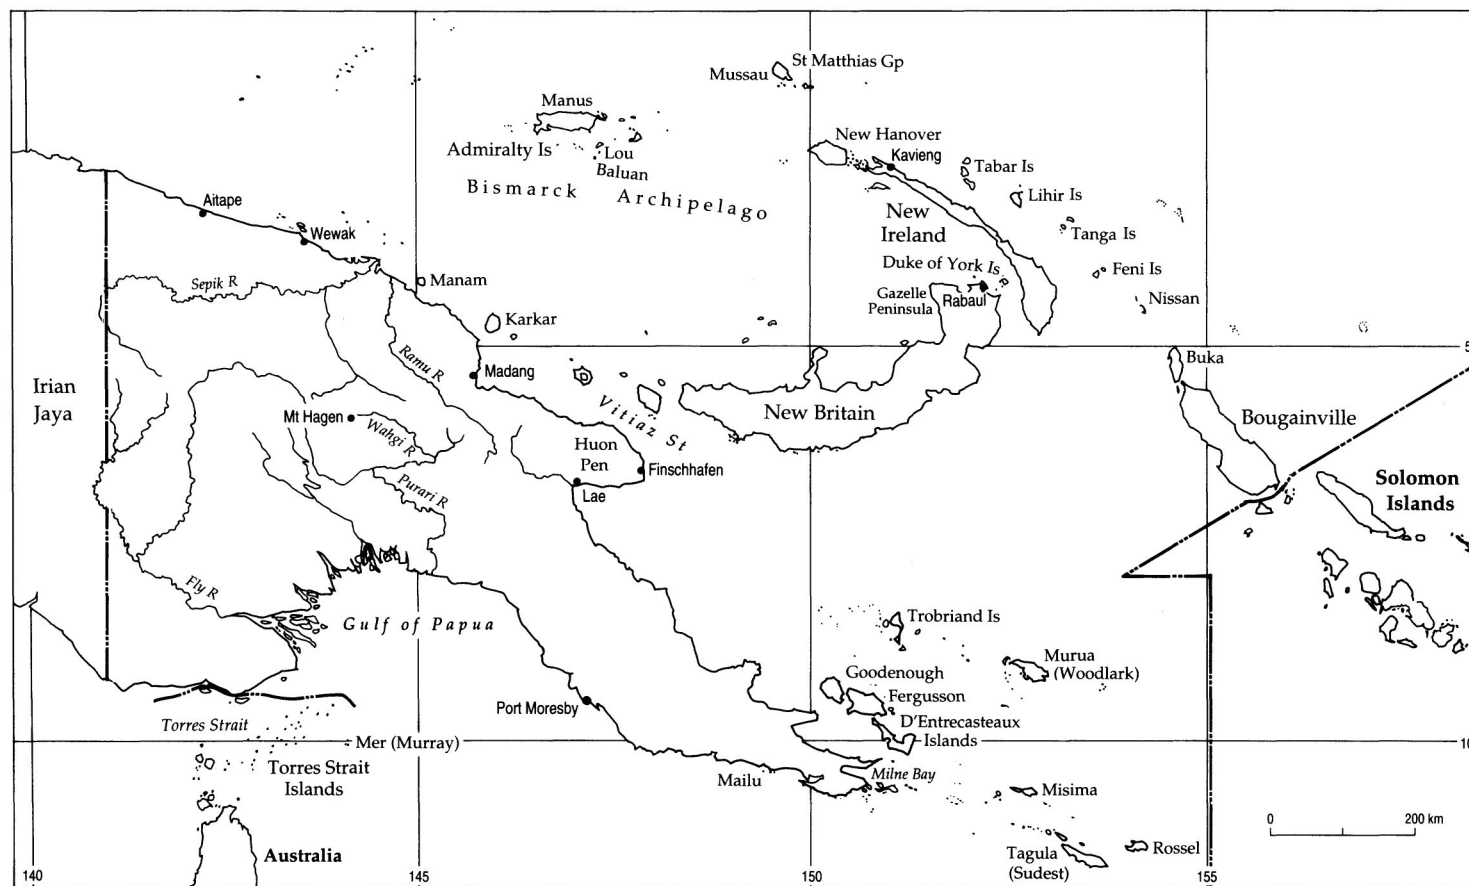 St Matthias Gp
Mussau
Manus
Admiralty Is
Lou
Baluan
Bismarck Archipelago
New Hanover
Kavieng
Tabar Is
Lihir Is
New
Ireland
Tanga Is
Aitape
Wewak
Sepik R
Manam
Duke of York Is
Feni Is
Gazelle
Peninsula
Rabaul
Nissan
Karkar
5
Ramu R
Madang
Buka
Irian
Jaya
Vitiaz St
New Britain
Bougainville
Mt Hagen
Wahgi R
Huon
Pen
Finschhafen
Purari R
Lae
Solomon
Islands
Fly R
Gulf of Papua
Trobriand Is
Murua
(Woodlark)
Goodenough
Fergusson
Port Moresby
D'Entrecasteaux
Islands
Torres Strait
Mer (Murray)
10
Torres Strait
Islands
Mailu
Milne Bay
Misima
0 200 km
Australia
Tagula
(Sudest)
Rossel
140 145 150 155